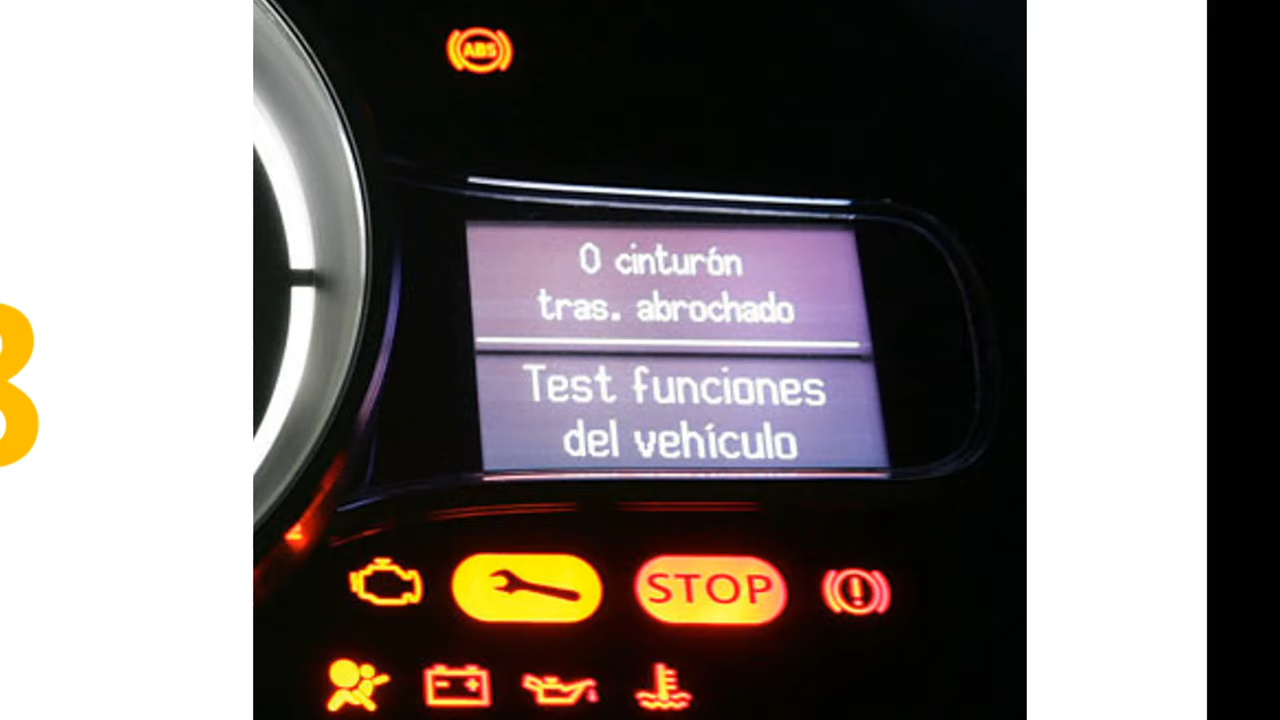 ABS
0 cinturón
tras. abrochado
Test funciones
del vehículo
STOP